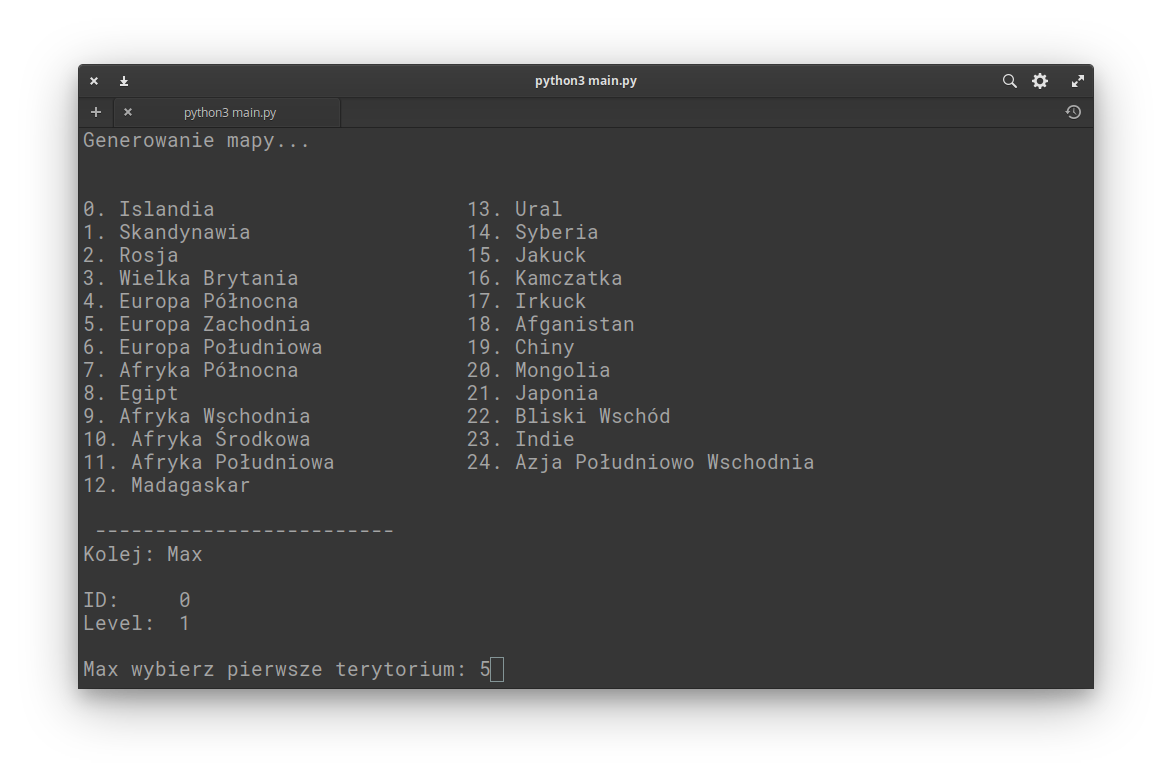 python3 main.py
python3 main.py
Generowanie mapy...
0. Islandia 13. Ural
1. Skandynawia 14. Syberia
2. Rosja 15. Jakuck
3. Wielka Brytania 16. Kamczatka
4. Europa Północna 17. Irkuck
5. Europa Zachodnia 18. Afganistan
6. Europa Południowa 19. Chiny
7. Afryka Północna 20. Mongolia
8. Egipt 21. Japonia
9. Afryka Wschodnia 22. Bliski Wschód
10. Afryka Środkowa 23. Indie
11. Afryka Południowa 24. Azja Południowo Wschodnia
12. Madagaskar
-------------------------
Kolej: Max
ID: 0
Level: 1
Max wybierz pierwsze terytorium: 5